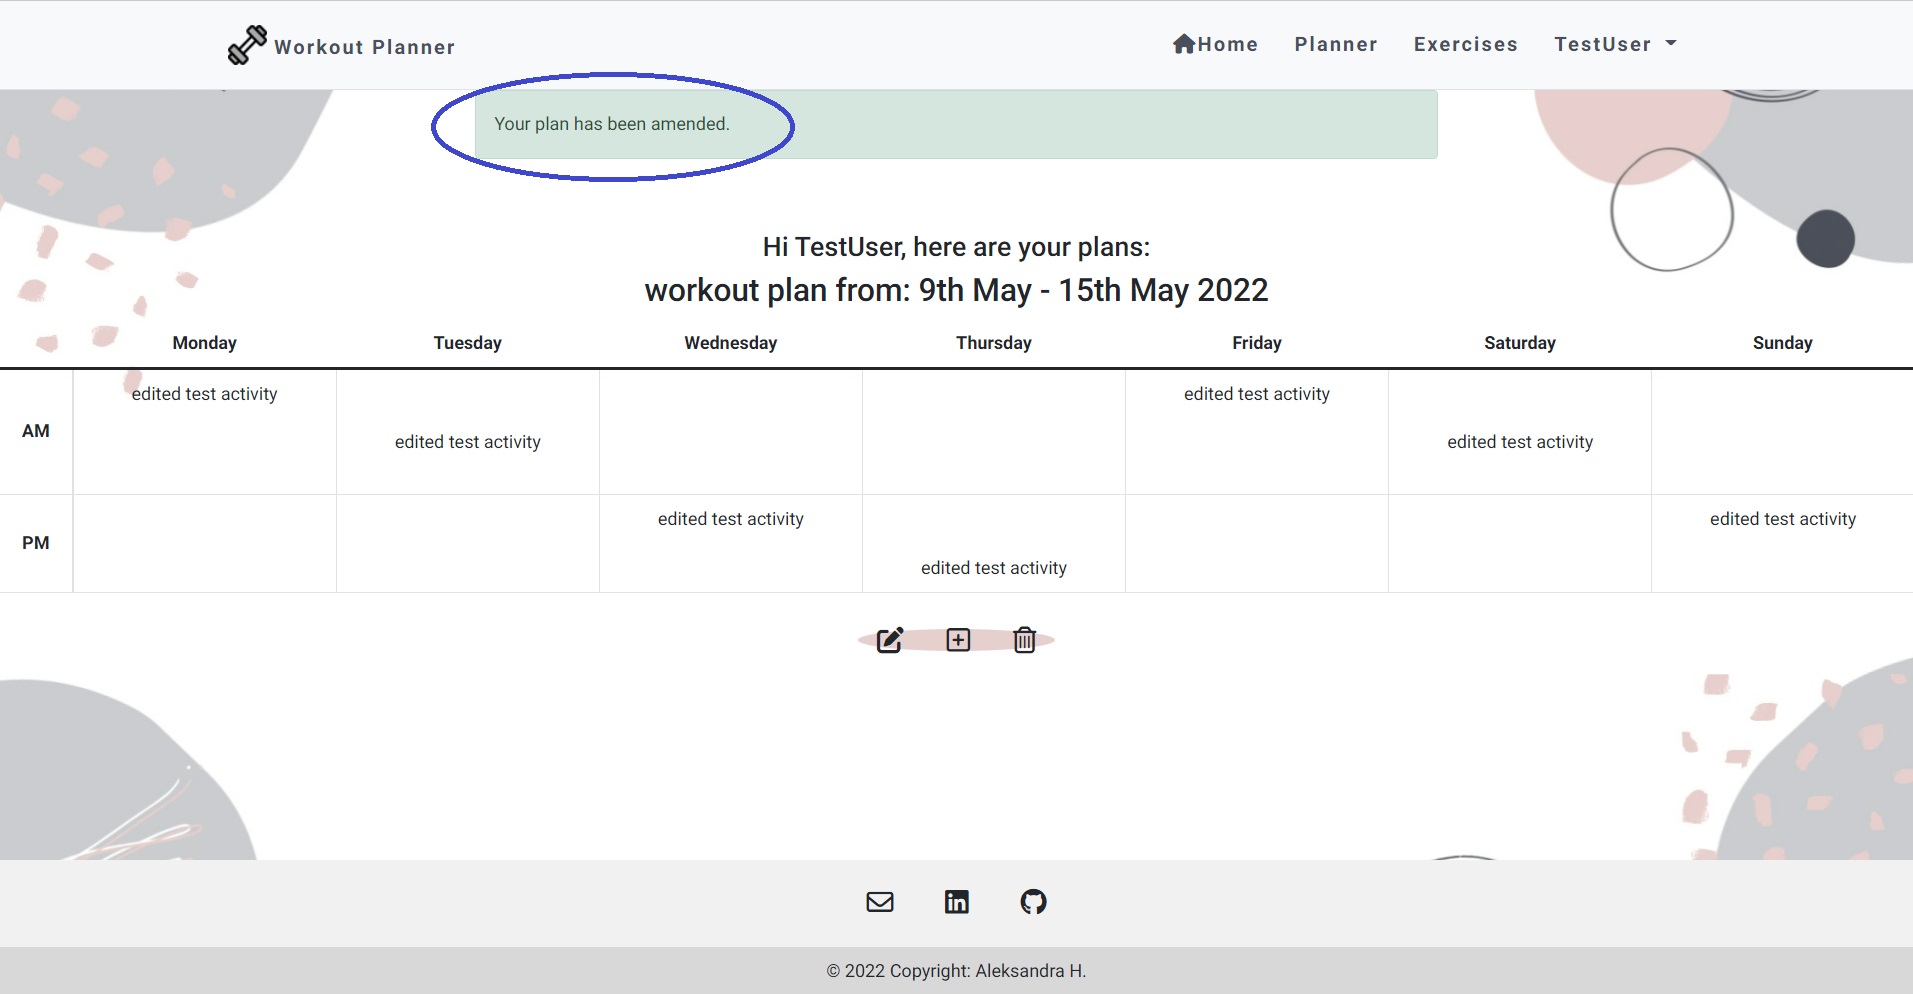 Workout Planner
Home Planner Exercises TestUser
Your plan has been amended.
Hi TestUser, here are your plans:
workout plan from: 9th May - 15th May 2022
Monday Tuesday Wednesday Thursday Friday Saturday Sunday
edited test activity edited test activity
AM
edited test activity edited test activity
edited test activity edited test activity
PM
edited test activity
in
© 2022 Copyright: Aleksandra H.